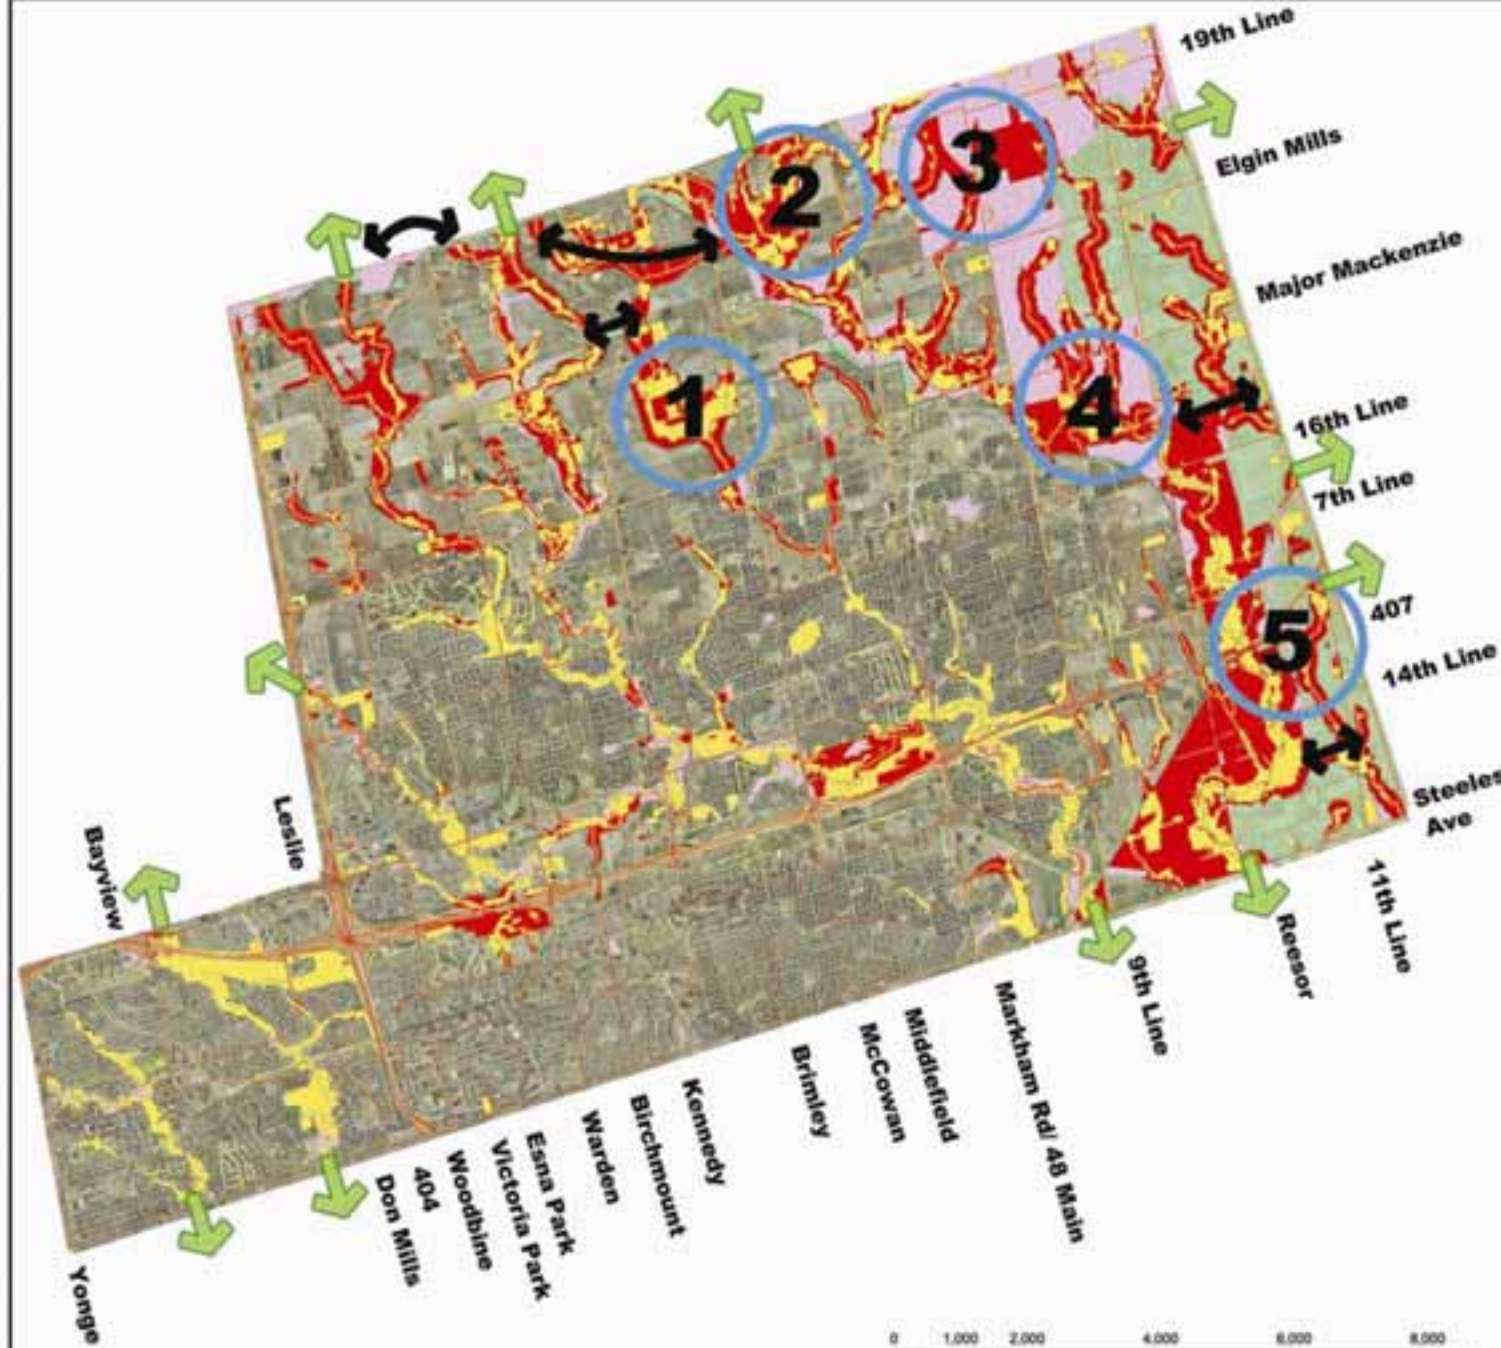 19th Line
Elgin Mills
Major Mackenzie
16th Line
7th Line
407
14th Line
Steeles
Ave
2
3
1
4
5
Bayview
Leslie
Yonge
Don Mills
404
Woodbine
Victoria Park
Esna Park
Warden
Birchmount
Kennedy
Brimley
McCowan
Middlefield
Markham Rd/ 48 Main
9th Line
Reesor
11th Line
0 1,000 2,000 4,000 6,000 8,000